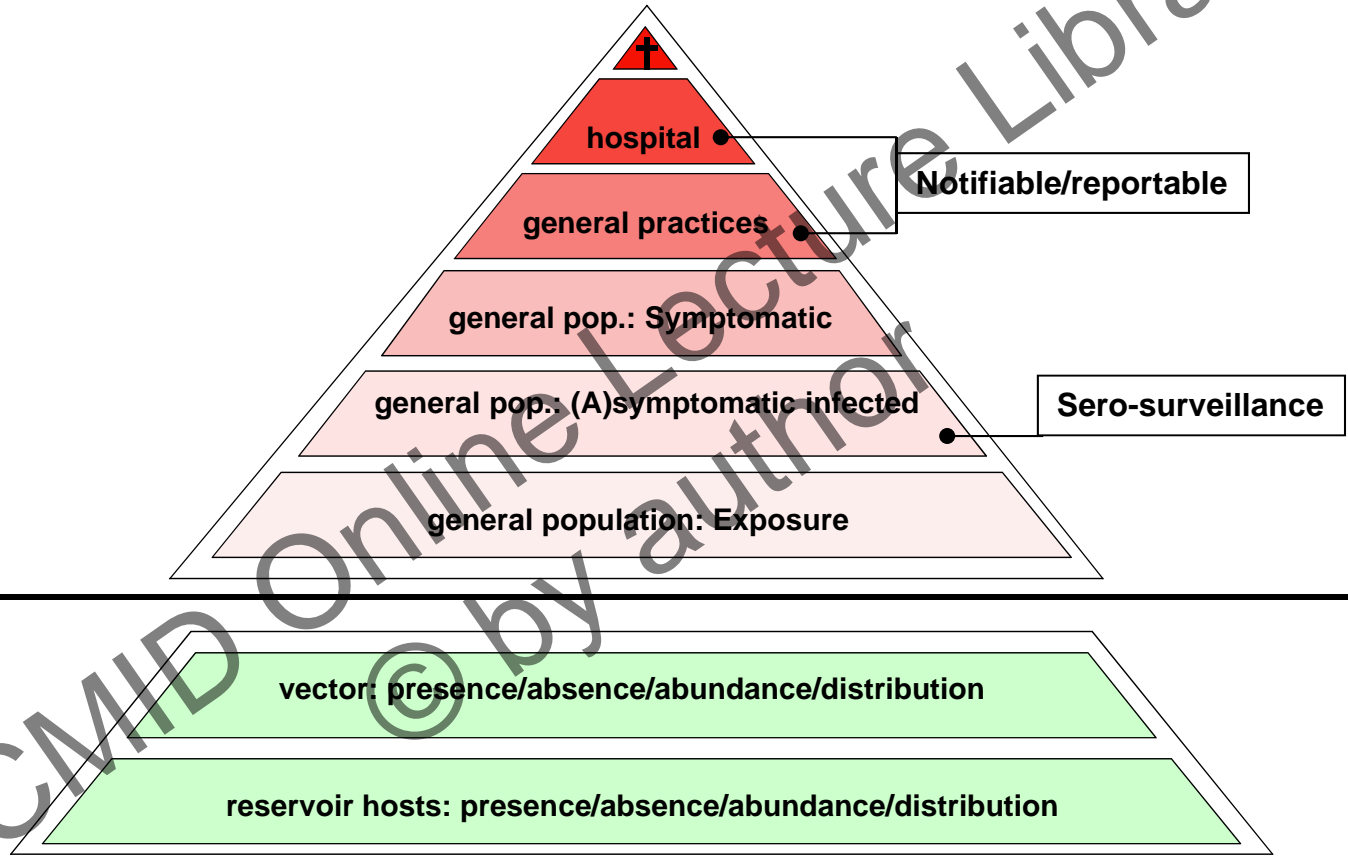 ✝
hospital
Notifiable/reportable
general practices
general pop.: Symptomatic
general pop.: (A)symptomatic infected
Sero-surveillance
general population: Exposure
vector: presence/absence/abundance/distribution
reservoir hosts: presence/absence/abundance/distribution
CMID Online Lecture Libra
© by author